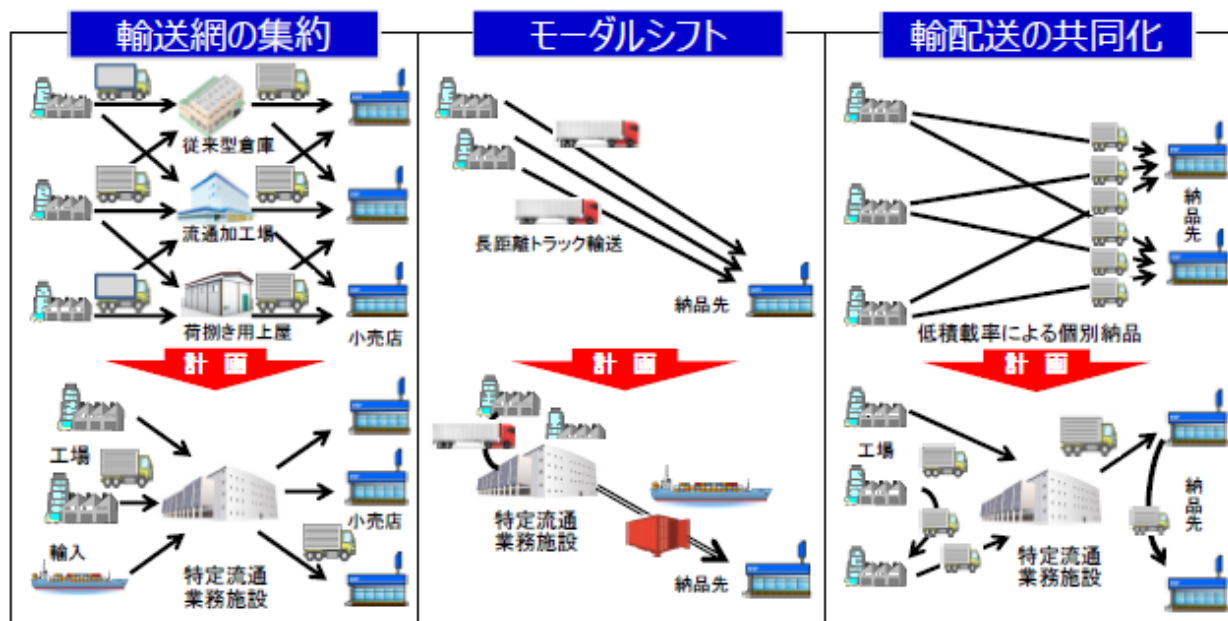 輸送網の集約
モーダルシフト
輸配送の共同化
従来型倉庫
流通加工場
荷捌き用上屋
小売店
計画
工場
小売店
輸入
特定流通
業務施設
長距離トラック輸送
納品先
計画
特定流通
業務施設
納品先
納品先
低積載率による個別納品
計画
工場
納品先
特定流通
業務施設